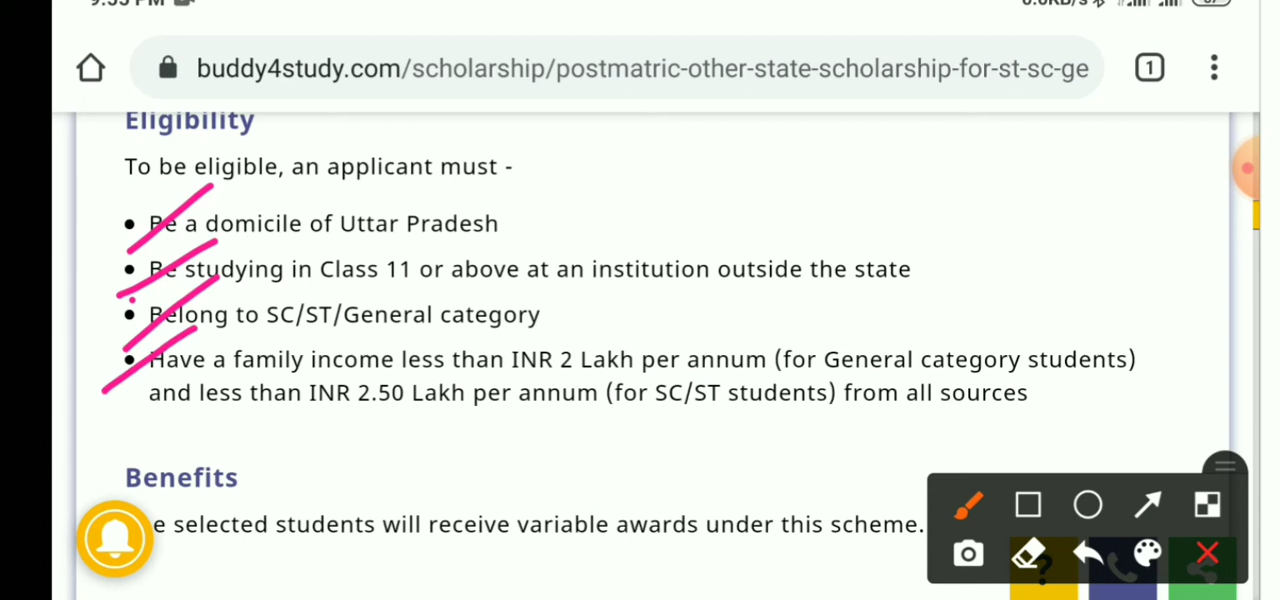 buddy4study.com/scholarship/postmatric-other-state-scholarship-for-st-sc-ge
1
Eligibility
To be eligible, an applicant must -
• Be a domicile of Uttar Pradesh
• Be studying in Class 11 or above at an institution outside the state
• Belong to SC/ST/General category
• Have a family income less than INR 2 Lakh per annum (for General category students)
and less than INR 2.50 Lakh per annum (for SC/ST students) from all sources
Benefits
e selected students will receive variable awards under this scheme.
?